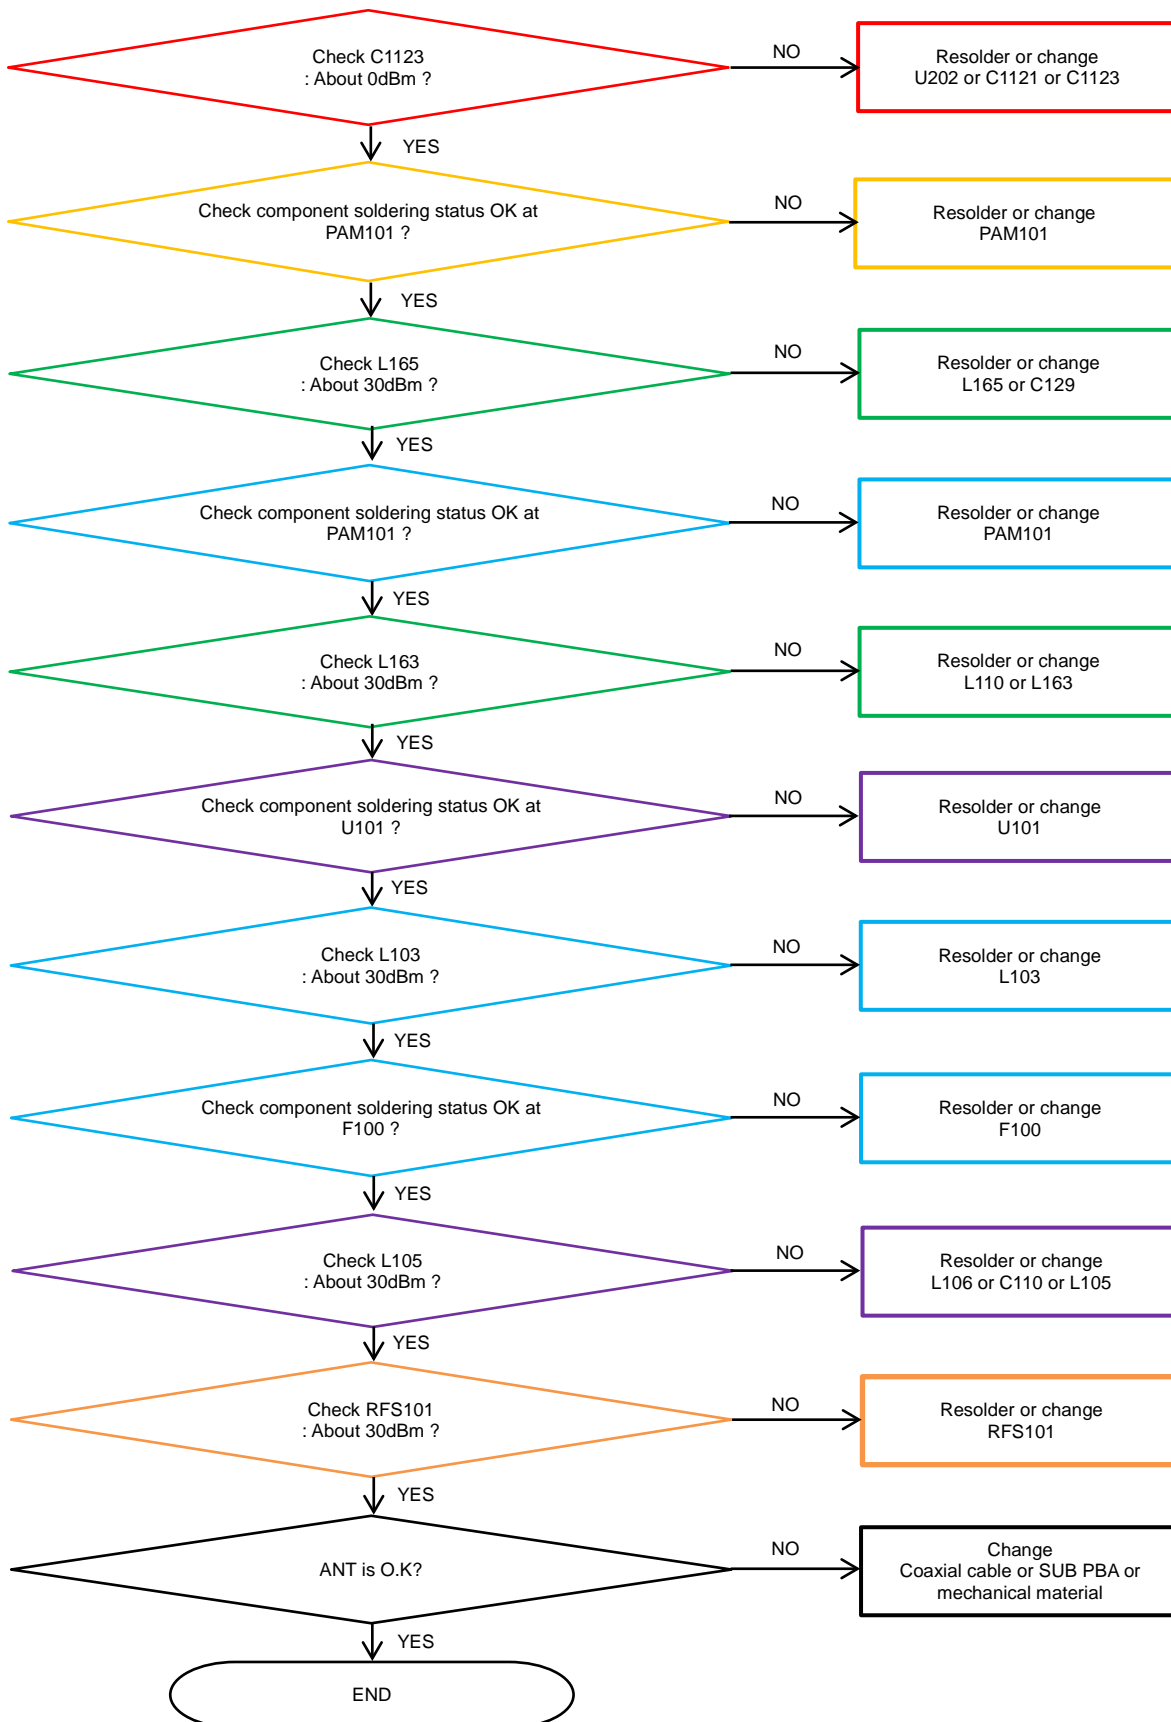 Check C1123
: About 0dBm ?
NO
Resolder or change
U202 or C1121 or C1123
YES
Check component soldering status OK at
PAM101 ?
NO
Resolder or change
PAM101
YES
Check L165
: About 30dBm ?
NO
Resolder or change
L165 or C129
YES
Check component soldering status OK at
PAM101 ?
NO
Resolder or change
PAM101
YES
Check L163
: About 30dBm ?
NO
Resolder or change
L110 or L163
YES
Check component soldering status OK at
U101 ?
NO
Resolder or change
U101
YES
Check L103
: About 30dBm ?
NO
Resolder or change
L103
YES
Check component soldering status OK at
F100 ?
NO
Resolder or change
F100
YES
Check L105
: About 30dBm ?
NO
Resolder or change
L106 or C110 or L105
YES
Check RFS101
: About 30dBm ?
NO
Resolder or change
RFS101
YES
ANT is O.K?
NO
Change
Coaxial cable or SUB PBA or
mechanical material
YES
END